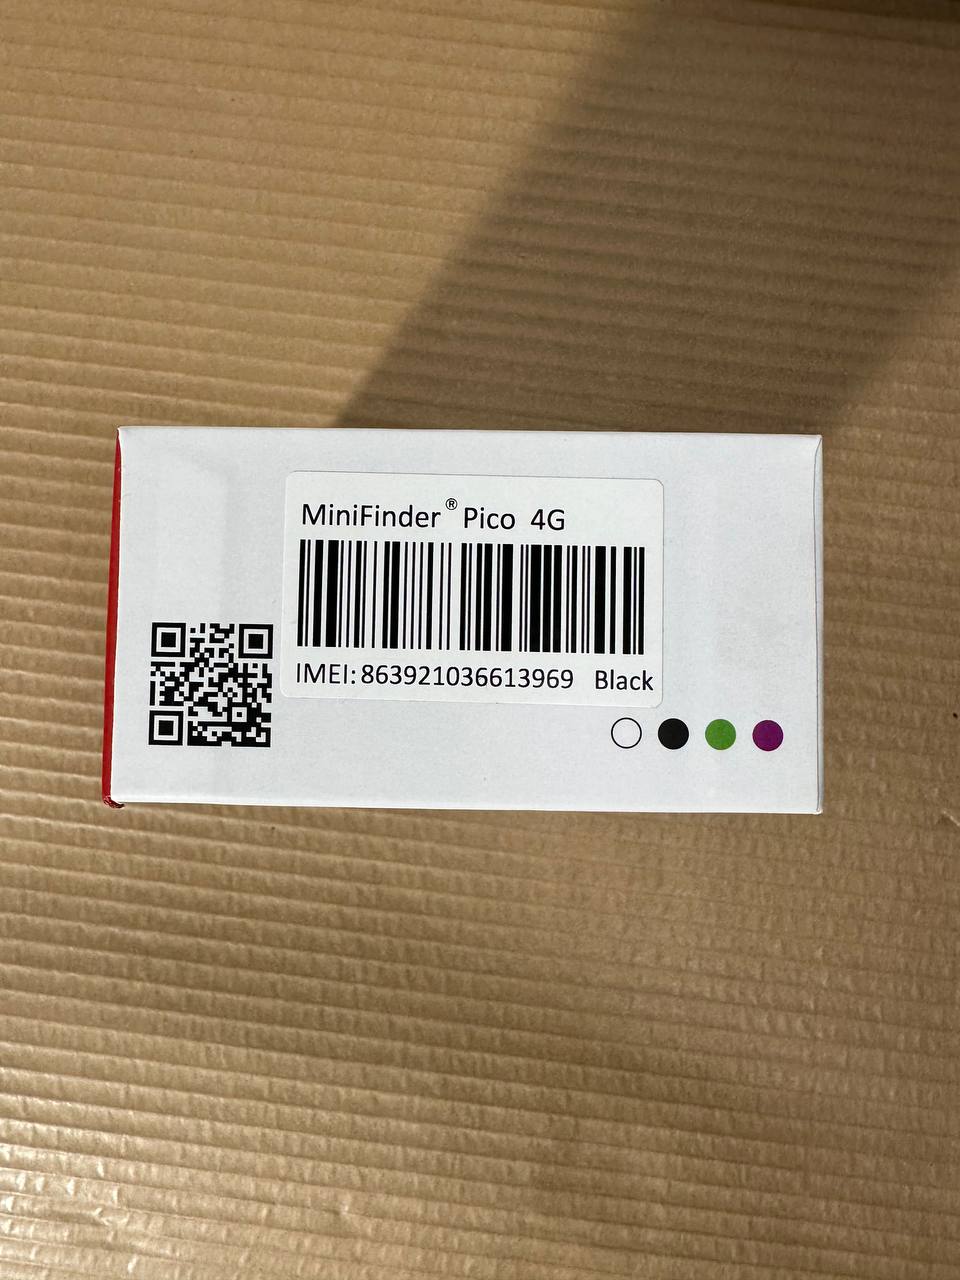 MiniFinder® Pico 4G
IMEI: 863921036613969 Black